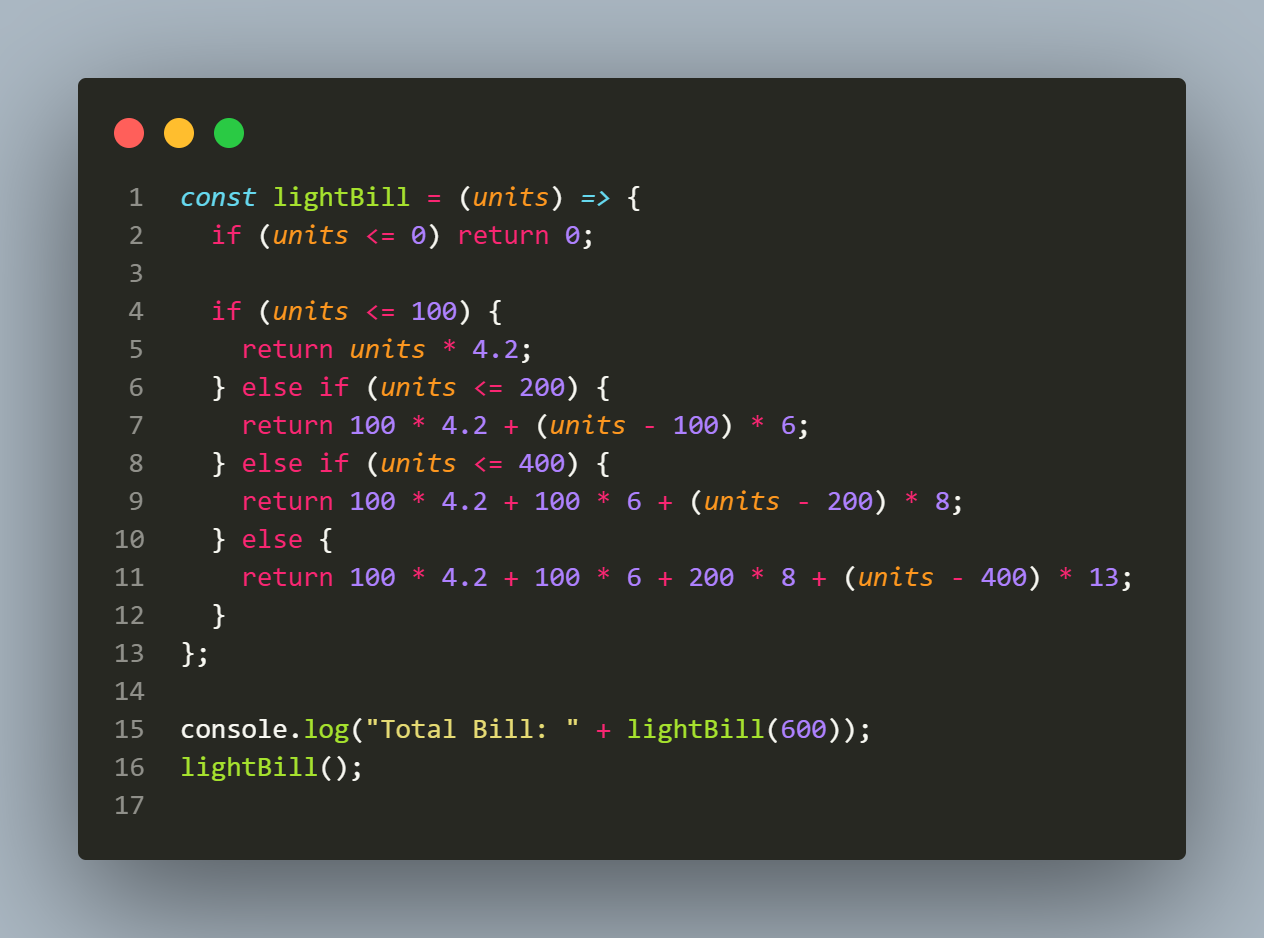 1 const lightBill = (units) => {
2   if (units <= 0) return 0;
3
4   if (units <= 100) {
5     return units * 4.2;
6   } else if (units <= 200) {
7     return 100 * 4.2 + (units - 100) * 6;
8   } else if (units <= 400) {
9     return 100 * 4.2 + 100 * 6 + (units - 200) * 8;
10   } else {
11     return 100 * 4.2 + 100 * 6 + 200 * 8 + (units - 400) * 13;
12   }
13 };
14
15 console.log("Total Bill: " + lightBill(600));
16 lightBill();
17